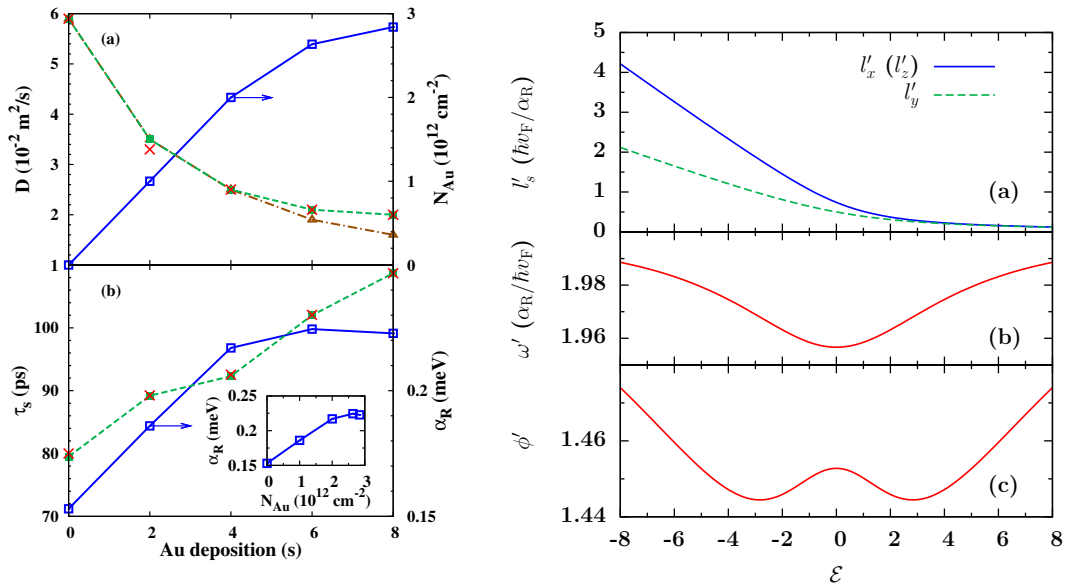 (a)
D (10⁻² m²/s)
1 2 3 4 5 6
N_Au (10¹² cm⁻²)
0 1 2 3
(b)
τ_s (ps)
70 80 90 100
α_R (meV)
0.15 0.2
α_R (meV)
0.15 0.20 0.25
0 1 2 3
N_Au (10¹² cm⁻²)
0 2 4 6 8
Au deposition (s)
l′_x (l′_z)
l′_y
l′_s (ħv_F/α_R)
0 1 2 3 4 5
(a)
ω′ (α_R/ħv_F)
1.96 1.98
(b)
ϕ′
1.44 1.46
(c)
-8 -6 -4 -2 0 2 4 6 8
ℰ